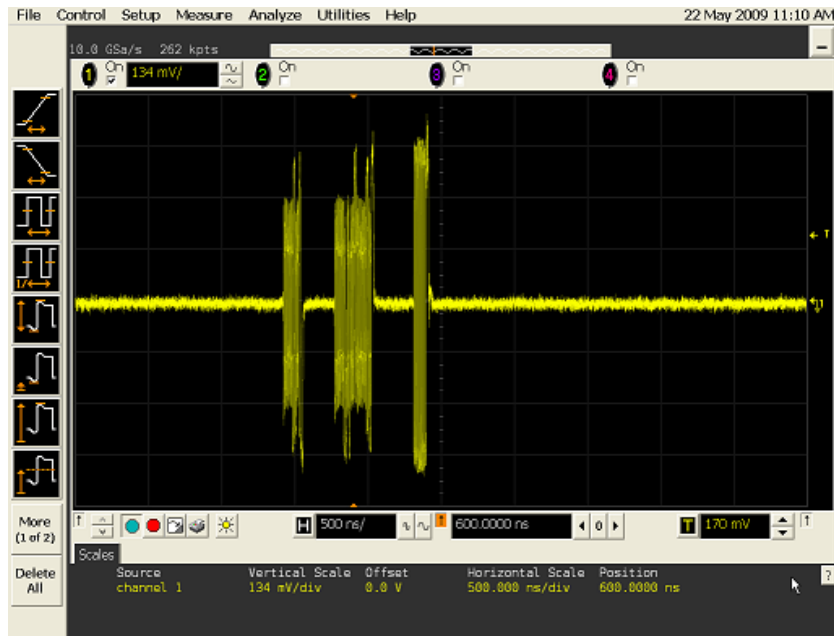 File Control Setup Measure Analyze Utilities Help 22 May 2009 11:10 AM
10.0 GSa/s 262 kpts
1 On 134 mV/ 2 On 3 On 4 On
T
1
More
(1 of 2)
Delete
All
H 500 ns/ 600.0000 ns 0 T 170 mV
Scales
Source Vertical Scale Offset Horizontal Scale Position ?
channel 1 134 mV/div 0.0 V 500.000 ns/div 600.0000 ns